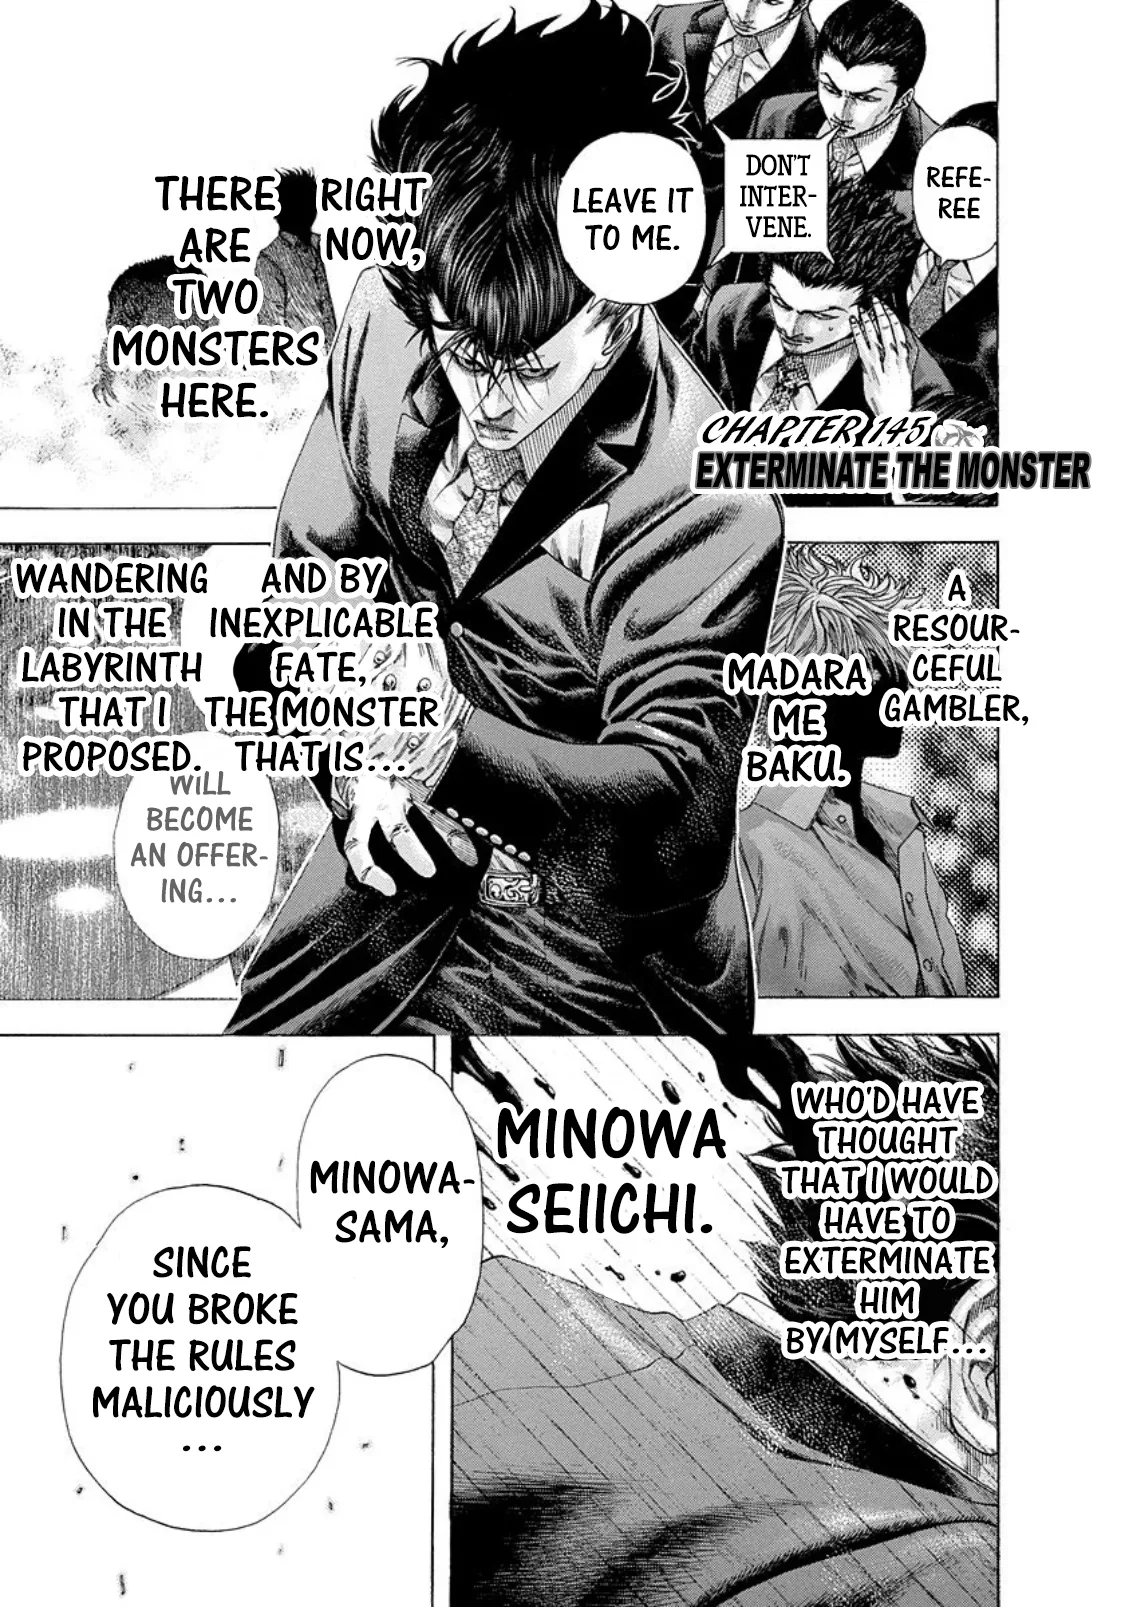 REFE-
REE
DON'T
INTER-
VENE.
LEAVE IT
TO ME.
RIGHT
NOW,
THERE
ARE
TWO
MONSTERS
HERE.
CHAPTER 145
EXTERMINATE THE MONSTER
A
RESOUR-
CEFUL
GAMBLER,
MADARA
ME
BAKU.
AND BY
INEXPLICABLE
FATE,
THE MONSTER
THAT IS...
WANDERING
IN THE
LABYRINTH
THAT I
PROPOSED.
WILL
BECOME
AN OFFER-
ING...
WHO'D HAVE
THOUGHT
THAT I WOULD
HAVE TO
EXTERMINATE
HIM
BY MYSELF...
MINOWA
SEIICHI.
MINOWA-
SAMA,
SINCE
YOU BROKE
THE RULES
MALICIOUSLY
...